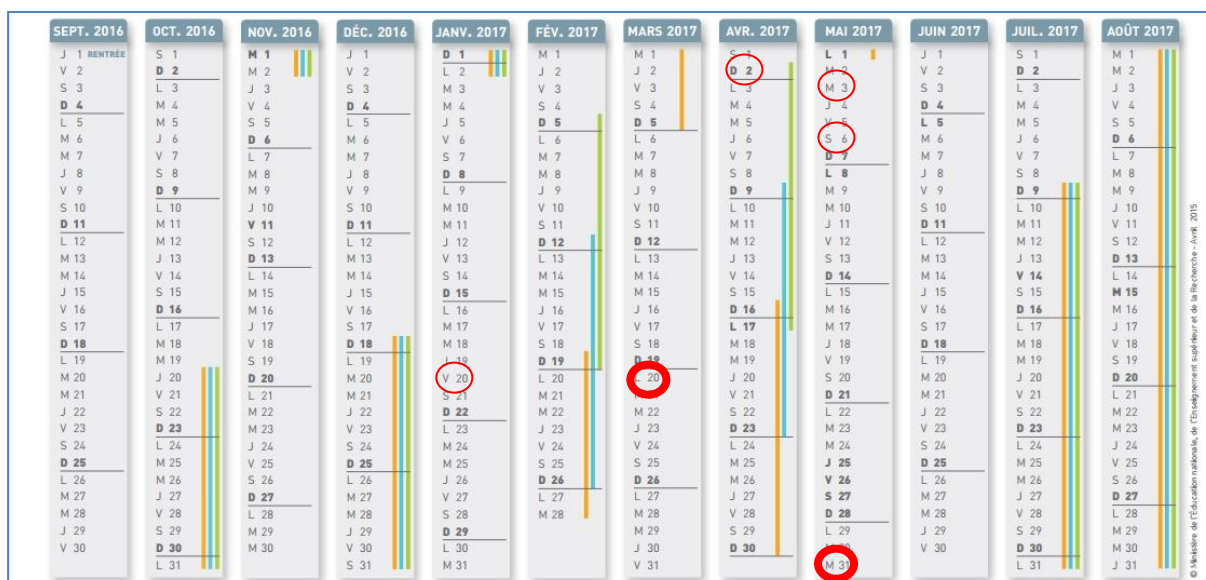 SEPT. 2016
J 1 RENTRÉE
V 2
S 3
D 4
L 5
M 6
M 7
J 8
V 9
S 10
D 11
L 12
M 13
M 14
J 15
V 16
S 17
D 18
L 19
M 20
M 21
J 22
V 23
S 24
D 25
L 26
M 27
M 28
J 29
V 30
OCT. 2016
S 1
D 2
L 3
M 4
M 5
J 6
V 7
S 8
D 9
L 10
M 11
M 12
J 13
V 14
S 15
D 16
L 17
M 18
M 19
J 20
V 21
S 22
D 23
L 24
M 25
M 26
J 27
V 28
S 29
D 30
L 31
NOV. 2016
M 1
M 2
J 3
V 4
S 5
D 6
L 7
M 8
M 9
J 10
V 11
S 12
D 13
L 14
M 15
M 16
J 17
V 18
S 19
D 20
L 21
M 22
M 23
J 24
V 25
S 26
D 27
L 28
M 29
M 30
DÉC. 2016
J 1
V 2
S 3
D 4
L 5
M 6
M 7
J 8
V 9
S 10
D 11
L 12
M 13
M 14
J 15
V 16
S 17
D 18
L 19
M 20
M 21
J 22
V 23
S 24
D 25
L 26
M 27
M 28
J 29
V 30
S 31
JANV. 2017
D 1
L 2
M 3
M 4
J 5
V 6
S 7
D 8
L 9
M 10
M 11
J 12
V 13
S 14
D 15
L 16
M 17
M 18
J 19
V 20
S 21
D 22
L 23
M 24
M 25
J 26
V 27
S 28
D 29
L 30
M 31
FÉV. 2017
M 1
J 2
V 3
S 4
D 5
L 6
M 7
M 8
J 9
V 10
S 11
D 12
L 13
M 14
M 15
J 16
V 17
S 18
D 19
L 20
M 21
M 22
J 23
V 24
S 25
D 26
L 27
M 28
MARS 2017
M 1
J 2
V 3
S 4
D 5
L 6
M 7
M 8
J 9
V 10
S 11
D 12
L 13
M 14
M 15
J 16
V 17
S 18
D 19
L 20
M 22
J 23
V 24
S 25
D 26
L 27
M 28
M 29
J 30
V 31
AVR. 2017
S 1
D 2
L 3
M 4
M 5
J 6
V 7
S 8
D 9
L 10
M 11
M 12
J 13
V 14
S 15
D 16
L 17
M 18
M 19
J 20
V 21
S 22
D 23
L 24
M 25
M 26
J 27
V 28
S 29
D 30
MAI 2017
L 1
M 2
M 3
J 4
V 5
S 6
D 7
L 8
M 9
M 10
J 11
V 12
S 13
D 14
L 15
M 16
M 17
J 18
V 19
S 20
D 21
L 22
M 23
M 24
J 25
V 26
S 27
D 28
L 29
M 31
JUIN 2017
J 1
V 2
S 3
D 4
L 5
M 6
M 7
J 8
V 9
S 10
D 11
L 12
M 13
M 14
J 15
V 16
S 17
D 18
L 19
M 20
M 21
J 22
V 23
S 24
D 25
L 26
M 27
M 28
J 29
V 30
JUIL. 2017
S 1
D 2
L 3
M 4
M 5
J 6
V 7
S 8
D 9
L 10
M 11
M 12
J 13
V 14
S 15
D 16
L 17
M 18
M 19
J 20
V 21
S 22
D 23
L 24
M 25
M 26
J 27
V 28
S 29
D 30
L 31
AOÛT 2017
M 1
M 2
J 3
V 4
S 5
D 6
L 7
M 8
M 9
J 10
V 11
S 12
D 13
L 14
M 15
M 16
J 17
V 18
S 19
D 20
L 21
M 22
M 23
J 24
V 25
S 26
D 27
L 28
M 29
M 30
J 31
© Ministère de l'Éducation nationale, de l'Enseignement supérieur et de la Recherche - Avril 2015